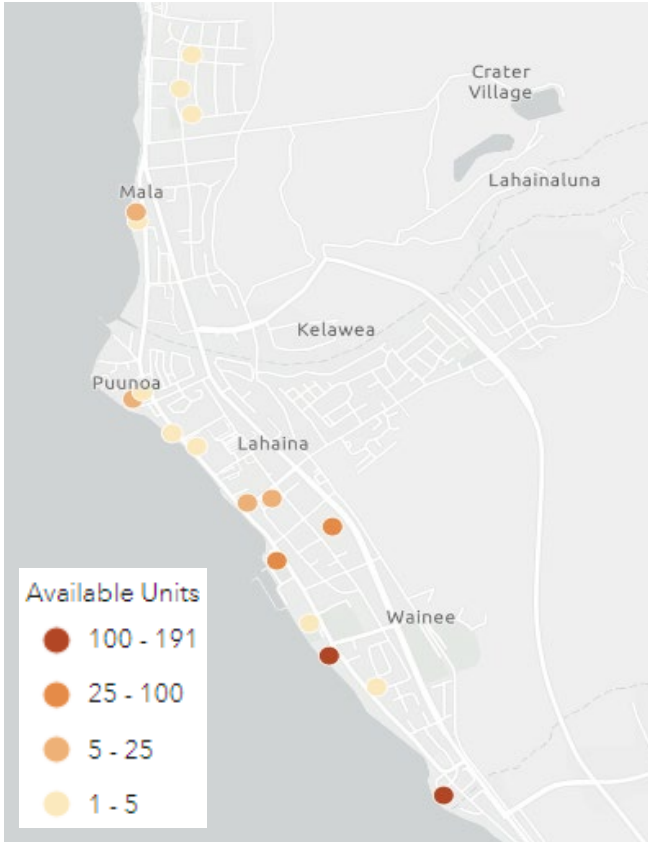 Crater
Village
Lahainaluna
Mala
Kelawea
Puunoa
Lahaina
Wainee
Available Units
100 - 191
25 - 100
5 - 25
1 - 5